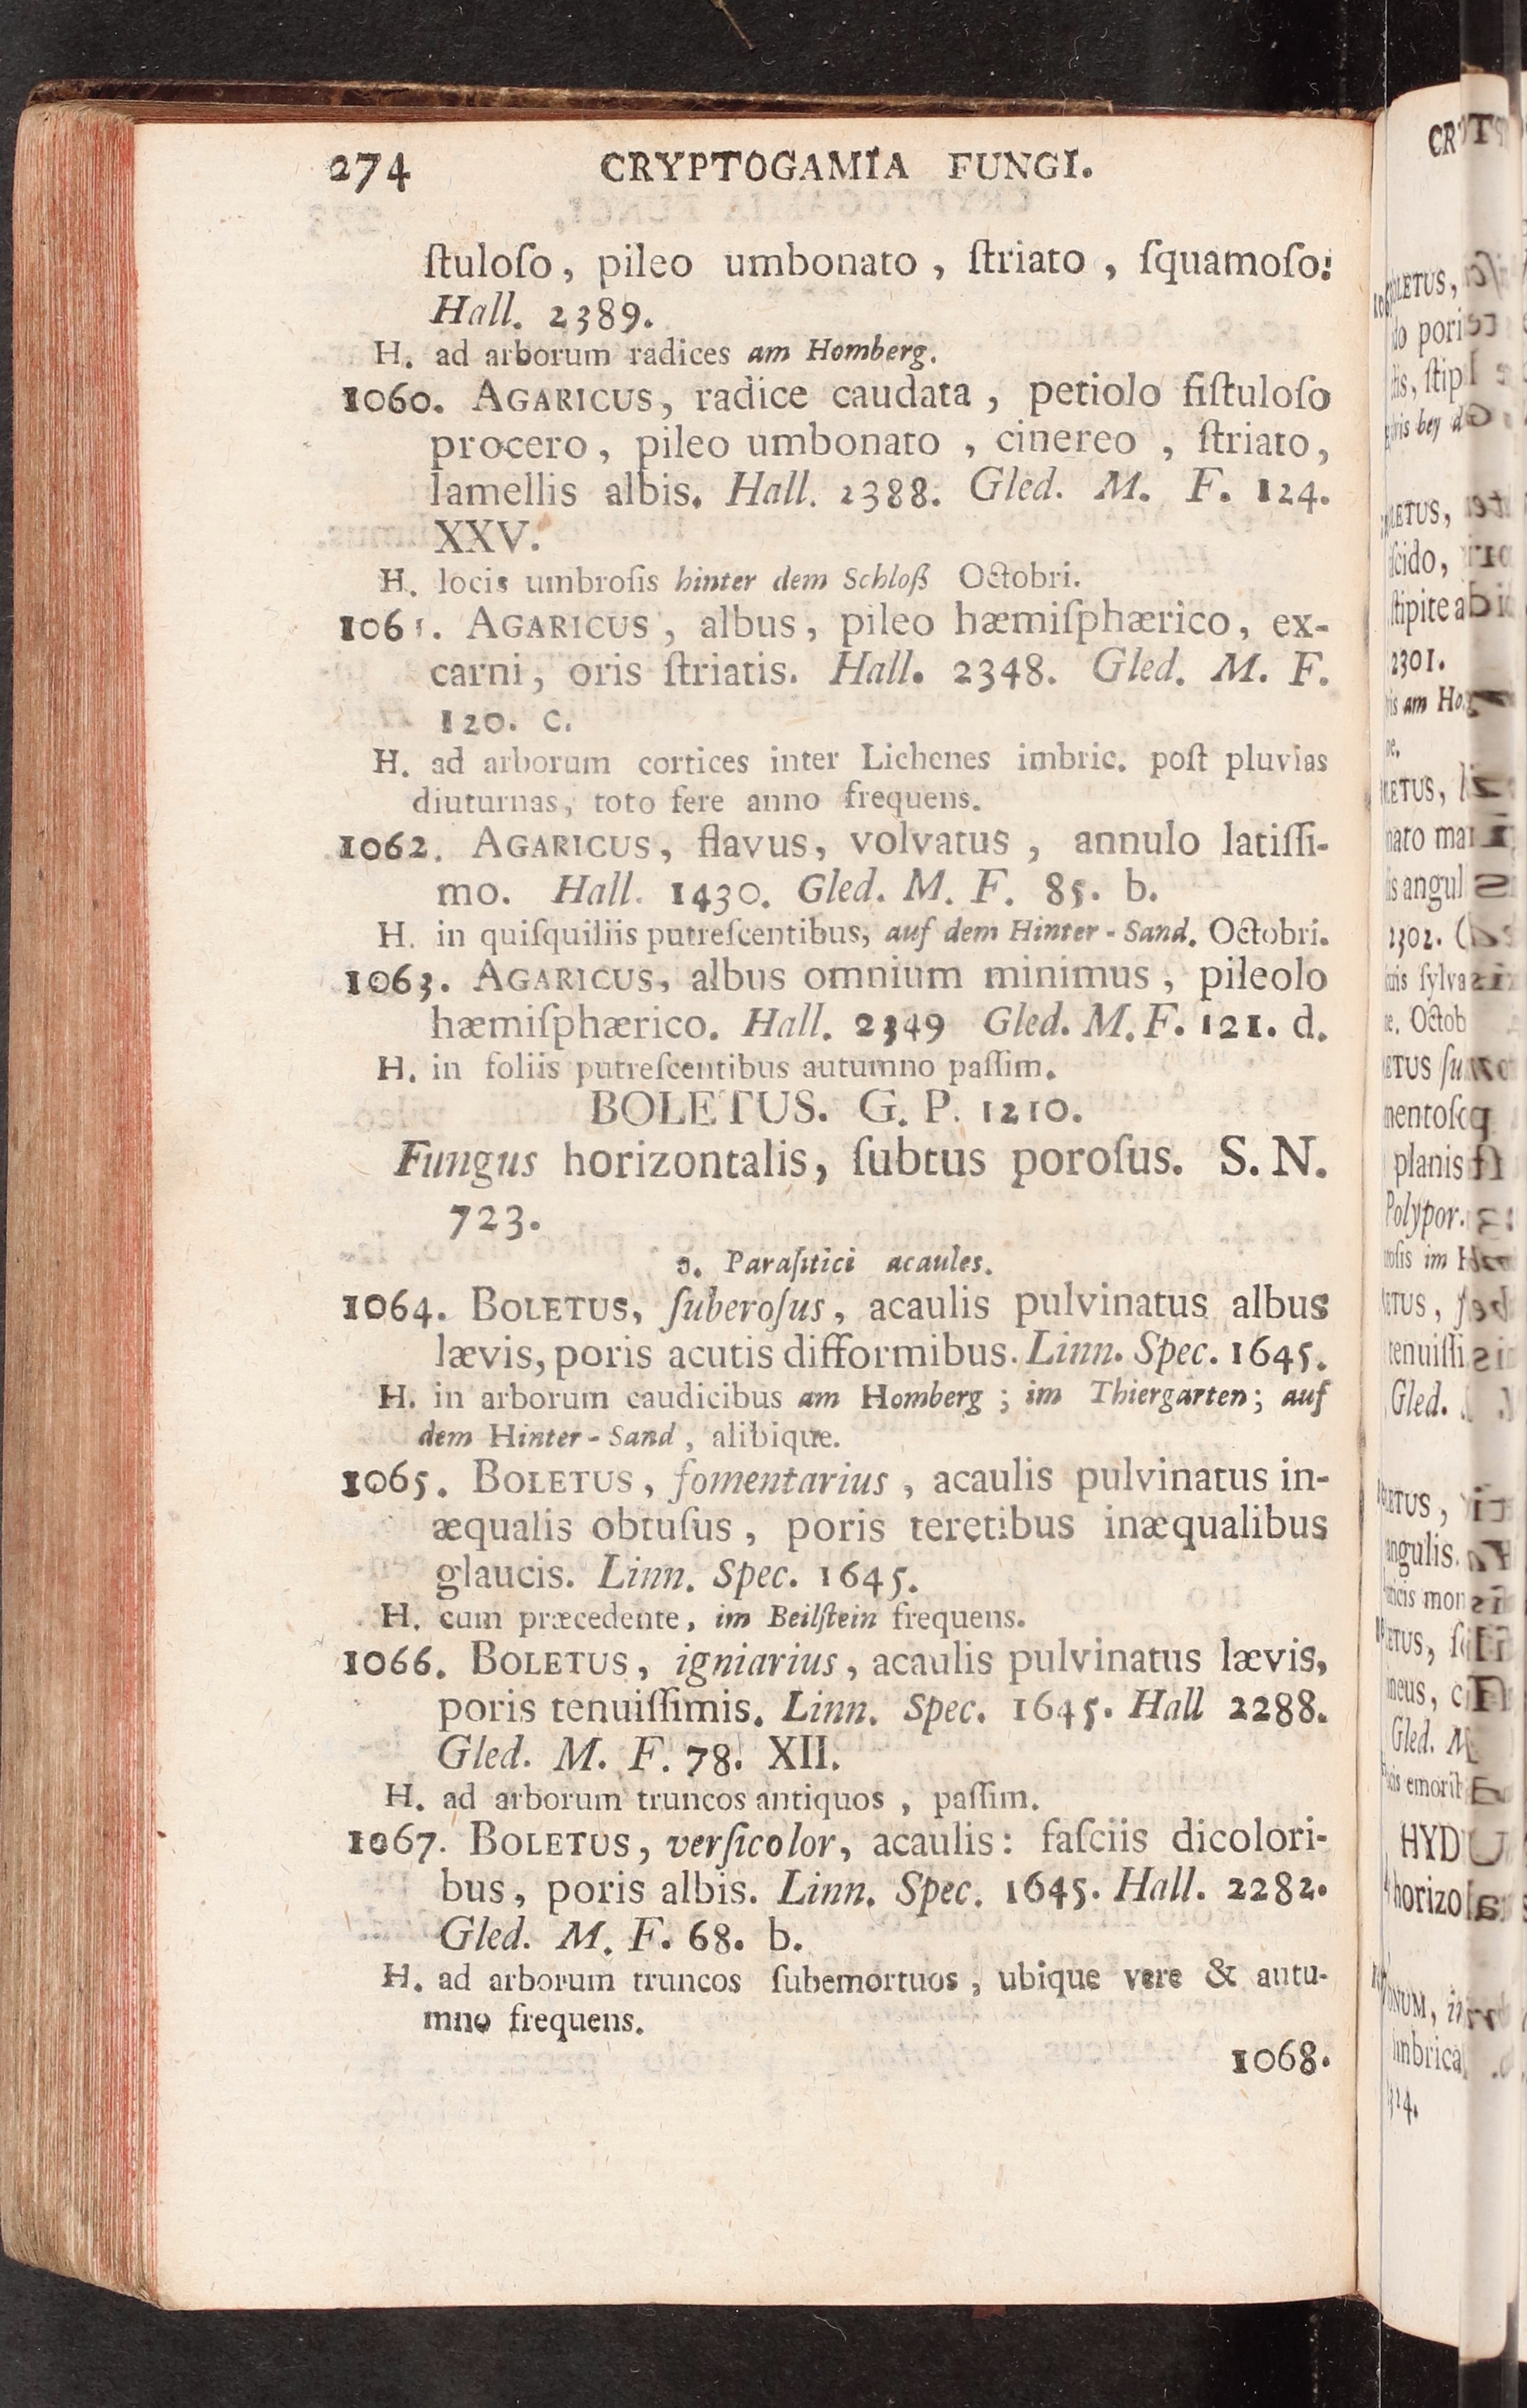 274 CRYPTOGAMIA FUNGI.
ſtuloſo, pileo umbonato, ſtriato, ſquamoſo:
Hall. 2389.
H. ad arborum radices am Homberg.
1060. AGARICUS, radice caudata, petiolo fiſtuloſo
procero, pileo umbonato, cinereo, ſtriato,
lamellis albis. Hall. 2388. Gled. M. F. 124.
XXV.
H. locis umbroſis hinter dem Schloß Octobri.
1061. AGARICUS, albus, pileo hæmiſphærico, ex-
carni, oris ſtriatis. Hall. 2348. Gled. M. F.
120. c.
H. ad arborum cortices inter Lichenes imbric. poſt pluvias
diuturnas, toto fere anno frequens.
1062. AGARICUS, flavus, volvatus, annulo latiſſi-
mo. Hall. 1430. Gled. M. F. 85. b.
H. in quiſquiliis putreſcentibus, auf dem Hinter-Sand. Octobri.
1063. AGARICUS, albus omnium minimus, pileolo
hæmiſphærico. Hall. 2349 Gled. M. F. 121. d.
H. in foliis putreſcentibus autumno paſſim.
BOLETUS. G. P. 1210.
Fungus horizontalis, ſubtus poroſus. S. N.
723.
Paraſitici acaules.
1064. BOLETUS, ſuberoſus, acaulis pulvinatus albus
lævis, poris acutis difformibus. Linn. Spec. 1645.
H. in arborum caudicibus am Homberg; im Thiergarten; auf
dem Hinter-Sand, alibique.
1065. BOLETUS, fomentarius, acaulis pulvinatus in-
æqualis obtuſus, poris teretibus inæqualibus
glaucis. Linn. Spec. 1645.
H. cum præcedente, im Beilſtein frequens.
1066. BOLETUS, igniarius, acaulis pulvinatus lævis,
poris tenuiſſimis. Linn. Spec. 1645. Hall 2288.
Gled. M. F. 78. XII.
H. ad arborum truncos antiquos, paſſim.
1067. BOLETUS, verſicolor, acaulis: faſciis dicolori-
bus, poris albis. Linn. Spec. 1645. Hall. 2282.
Gled. M. F. 68. b.
H. ad arborum truncos ſubemortuos, ubique vere & autu-
mno frequens.
1068.